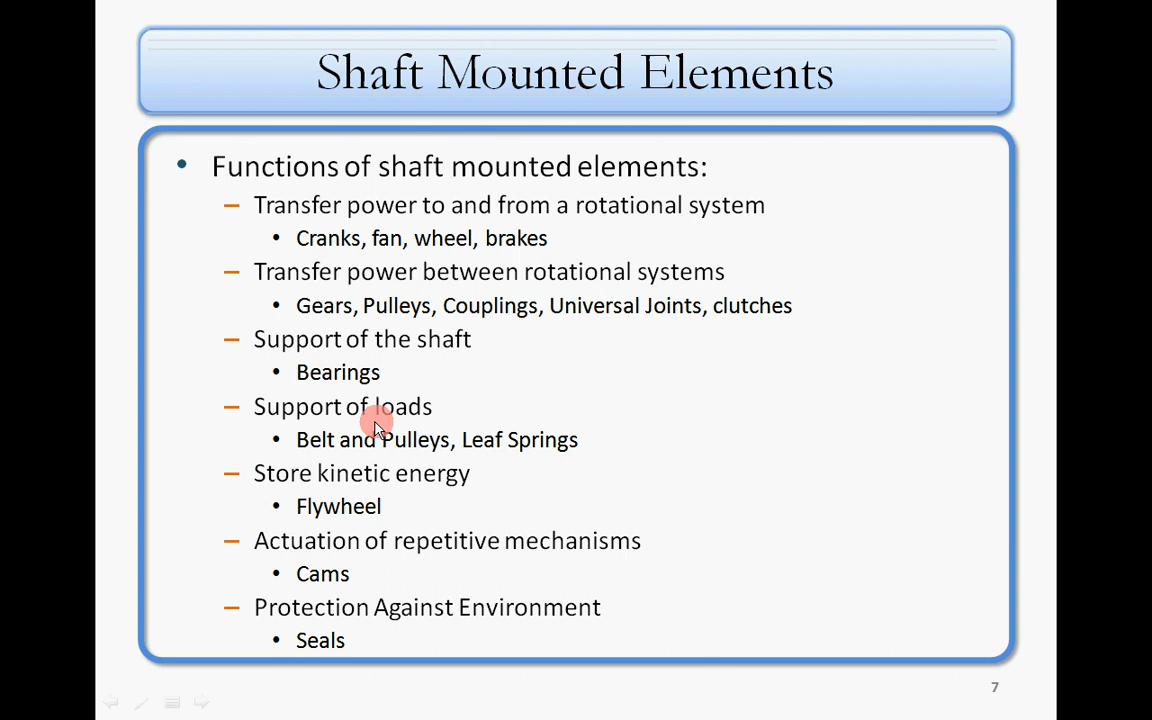 Shaft Mounted Elements
• Functions of shaft mounted elements:
– Transfer power to and from a rotational system
• Cranks, fan, wheel, brakes
– Transfer power between rotational systems
• Gears, Pulleys, Couplings, Universal Joints, clutches
– Support of the shaft
• Bearings
– Support of loads
• Belt and Pulleys, Leaf Springs
– Store kinetic energy
• Flywheel
– Actuation of repetitive mechanisms
• Cams
– Protection Against Environment
• Seals
7